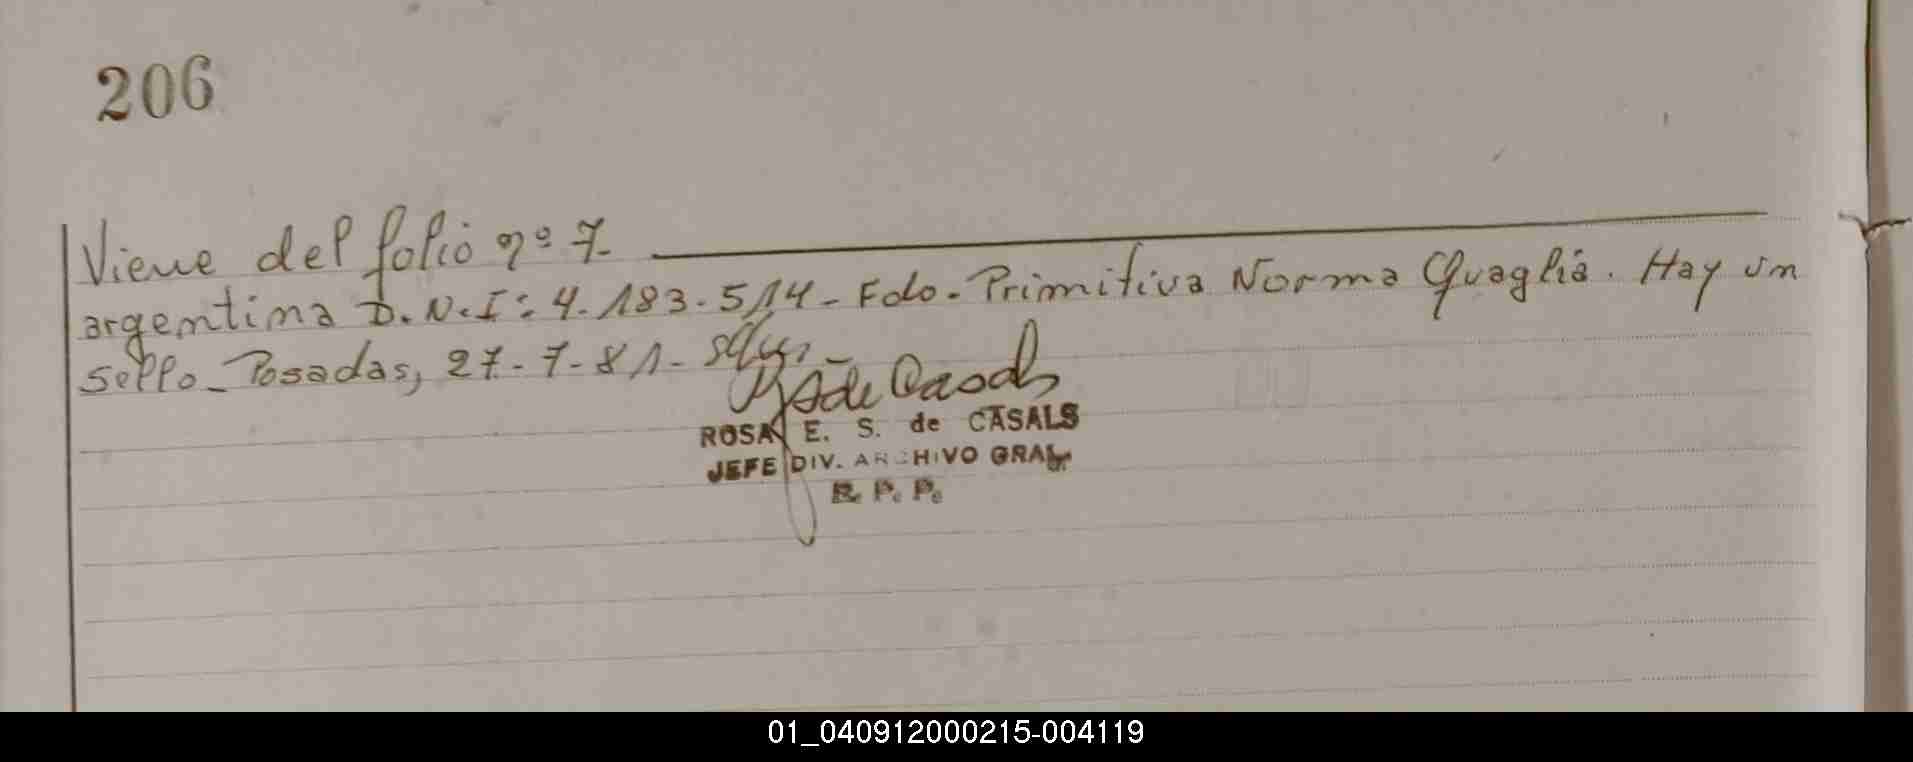 206
Viene del folio nº 7-
argentina D.N.I: 4.183.514- Fdo- Primitiva Norma Quaglia. Hay un
sello- Posadas, 27-7-81-
ROSA E. S. de CASALS
JEFE DIV. ARCHIVO GRAL.
R. P. P.
01_040912000215-004119